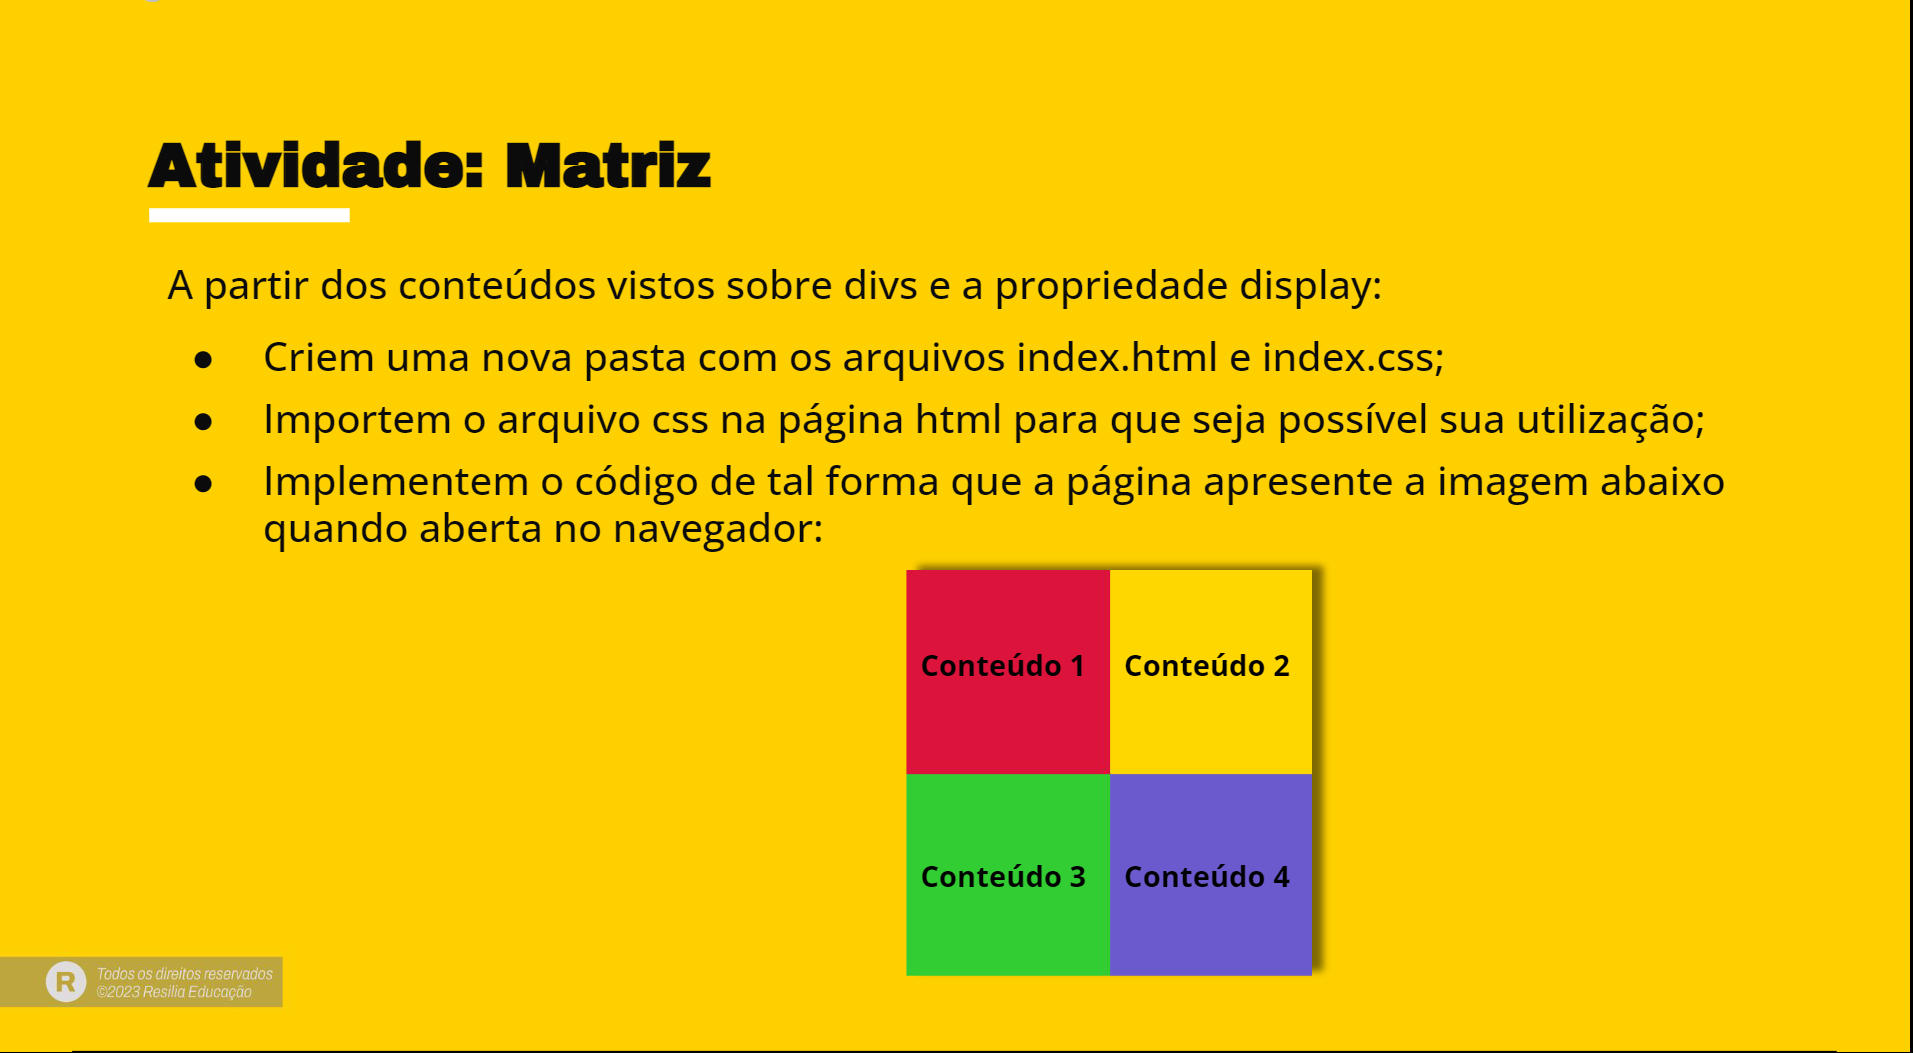 Atividade: Matriz
A partir dos conteúdos vistos sobre divs e a propriedade display:
● Criem uma nova pasta com os arquivos index.html e index.css;
● Importem o arquivo css na página html para que seja possível sua utilização;
● Implementem o código de tal forma que a página apresente a imagem abaixo
quando aberta no navegador:
Conteúdo 1 Conteúdo 2
Conteúdo 3 Conteúdo 4
R
Todos os direitos reservados
©2023 Resilia Educação